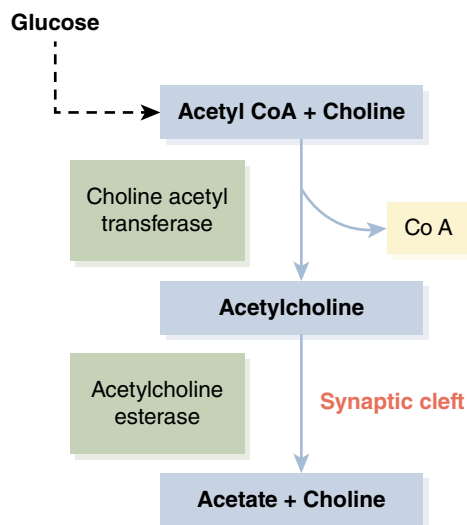 Glucose
Acetyl CoA + Choline
Choline acetyl
transferase
Co A
Acetylcholine
Acetylcholine
esterase
Synaptic cleft
Acetate + Choline